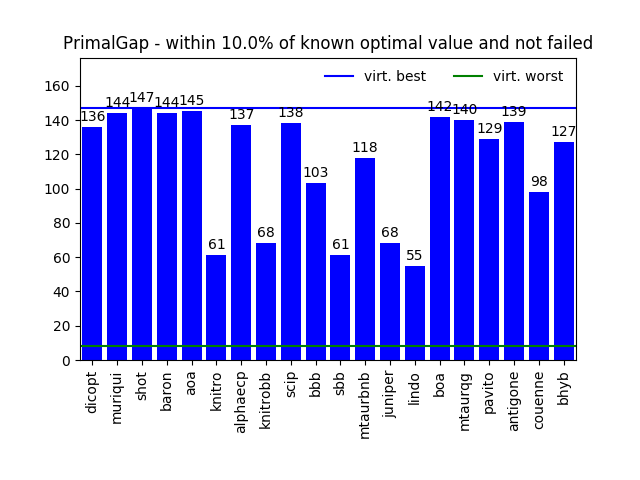 PrimalGap - within 10.0% of known optimal value and not failed
virt. best
virt. worst
160
140
120
100
80
60
40
20
0
136
144
147
144
145
61
137
68
138
103
61
118
68
55
142
140
129
139
98
127
dicopt
muriqui
shot
baron
aoa
knitro
alphaecp
knitrobb
scip
bbb
sbb
mtaurbnb
juniper
lindo
boa
mtaurqg
pavito
antigone
couenne
bhyb